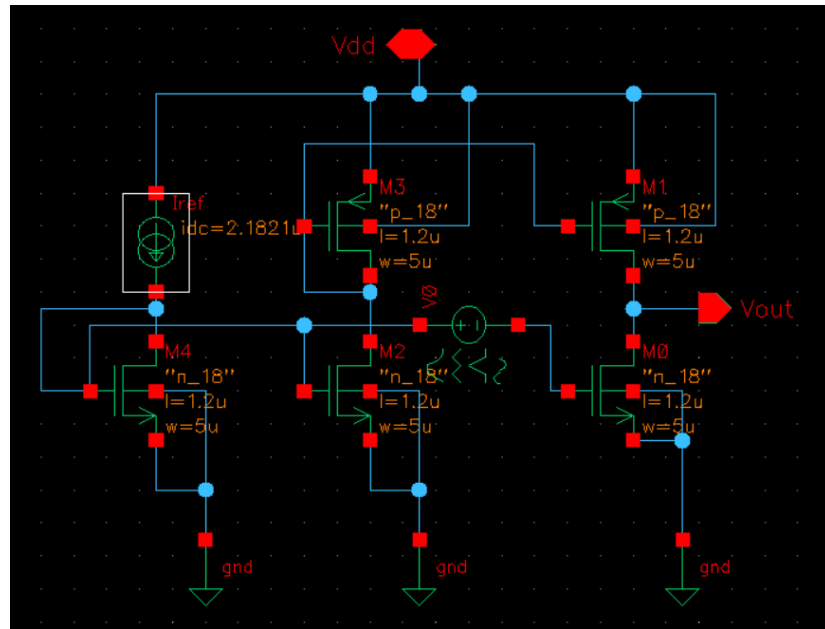 Vdd
Iref
idc=2.1821u
M3
"p_18"
l=1.2u
w=5u
M1
"p_18"
l=1.2u
w=5u
V0
Vout
M4
"n_18"
l=1.2u
w=5u
M2
"n_18"
l=1.2u
w=5u
M0
"n_18"
l=1.2u
w=5u
gnd
gnd
gnd